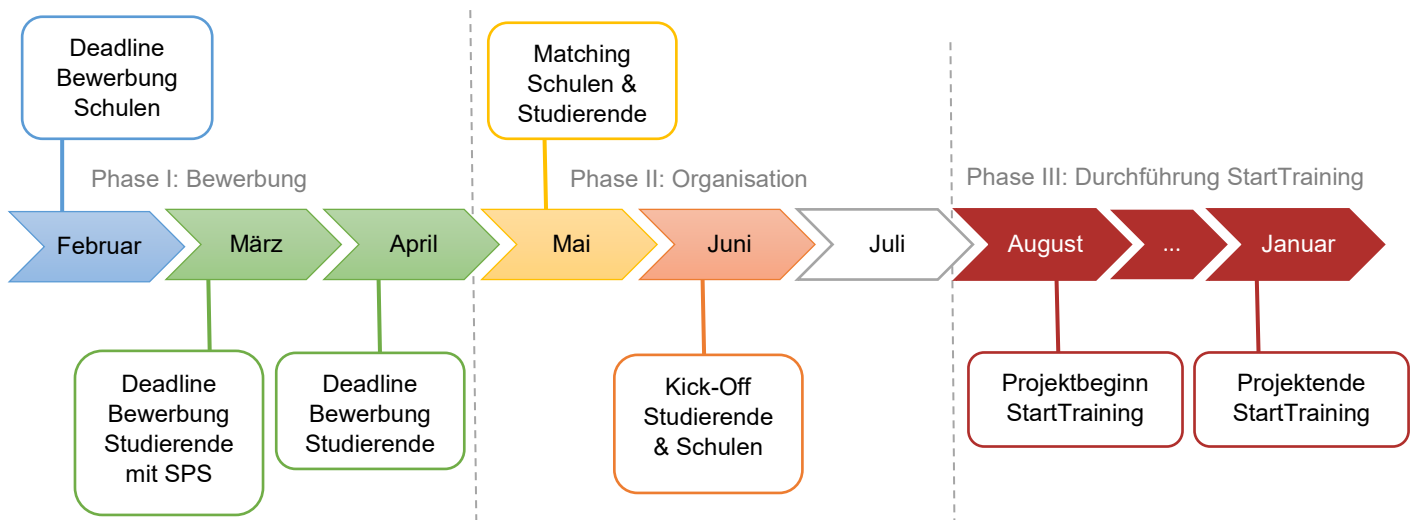 Deadline
Bewerbung
Schulen
Matching
Schulen &
Studierende
Phase I: Bewerbung
Phase II: Organisation
Phase III: Durchführung StartTraining
Februar
März
April
Mai
Juni
Juli
August
...
Januar
Deadline
Bewerbung
Studierende
mit SPS
Deadline
Bewerbung
Studierende
Kick-Off
Studierende
& Schulen
Projektbeginn
StartTraining
Projektende
StartTraining